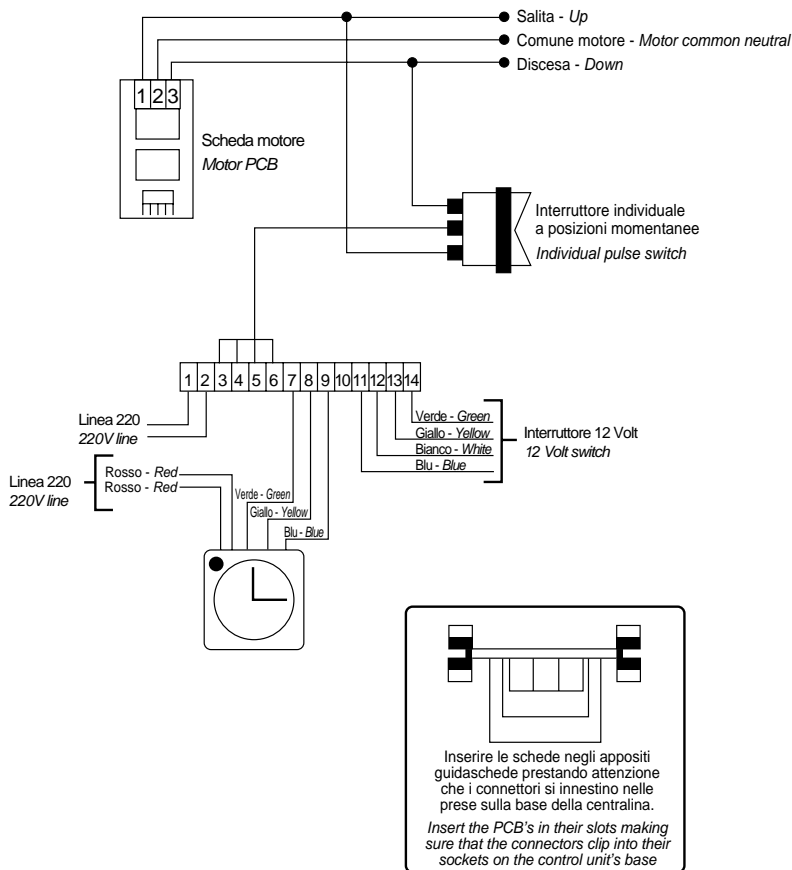 Salita - Up
Comune motore - Motor common neutral
Discesa - Down
1 2 3
Scheda motore
Motor PCB
Interruttore individuale
a posizioni momentanee
Individual pulse switch
1 2 3 4 5 6 7 8 9 10 11 12 13 14
Linea 220
220V line
Verde - Green
Giallo - Yellow
Bianco - White
Blu - Blue
Interruttore 12 Volt
12 Volt switch
Linea 220
220V line
Rosso - Red
Rosso - Red
Verde - Green
Giallo - Yellow
Blu - Blue
Inserire le schede negli appositi
guidaschede prestando attenzione
che i connettori si innestino nelle
prese sulla base della centralina.
Insert the PCB's in their slots making
sure that the connectors clip into their
sockets on the control unit's base